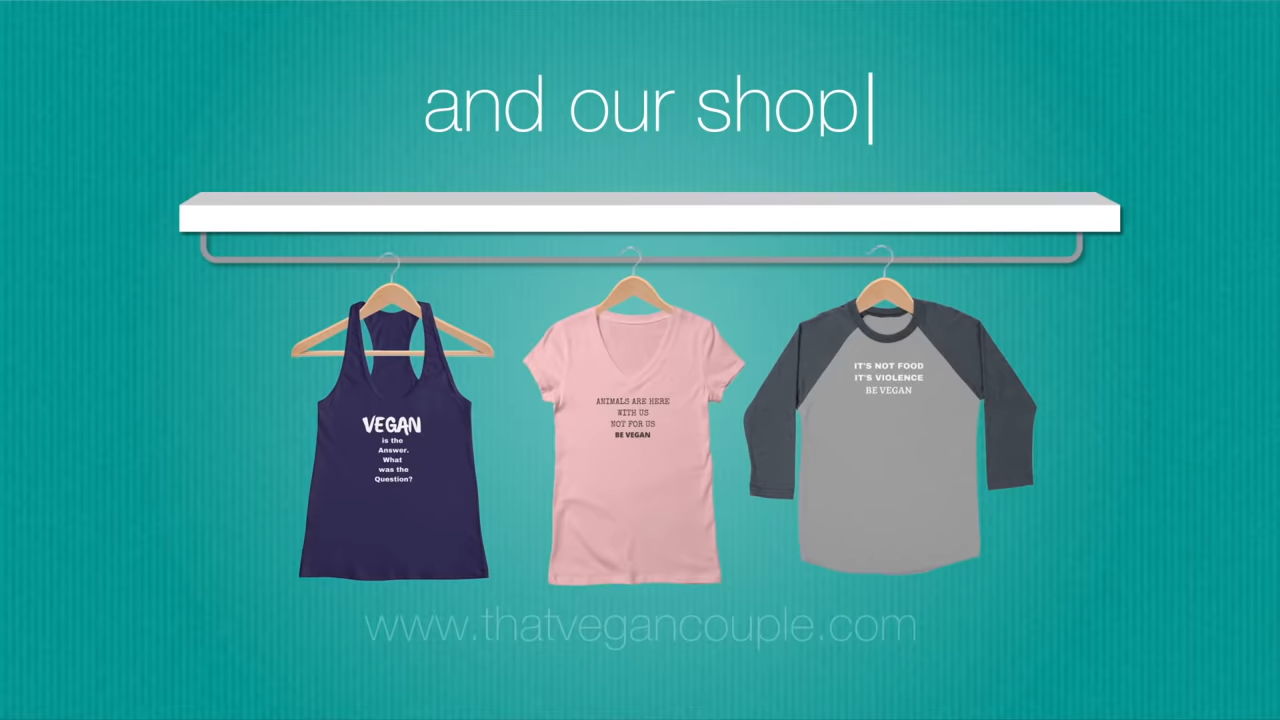 and our shop
VEGAN
is the
Answer.
What
was the
Question?
ANIMALS ARE HERE
WITH US
NOT FOR US
BE VEGAN
IT'S NOT FOOD
IT'S VIOLENCE
BE VEGAN
www.thatvegancouple.com